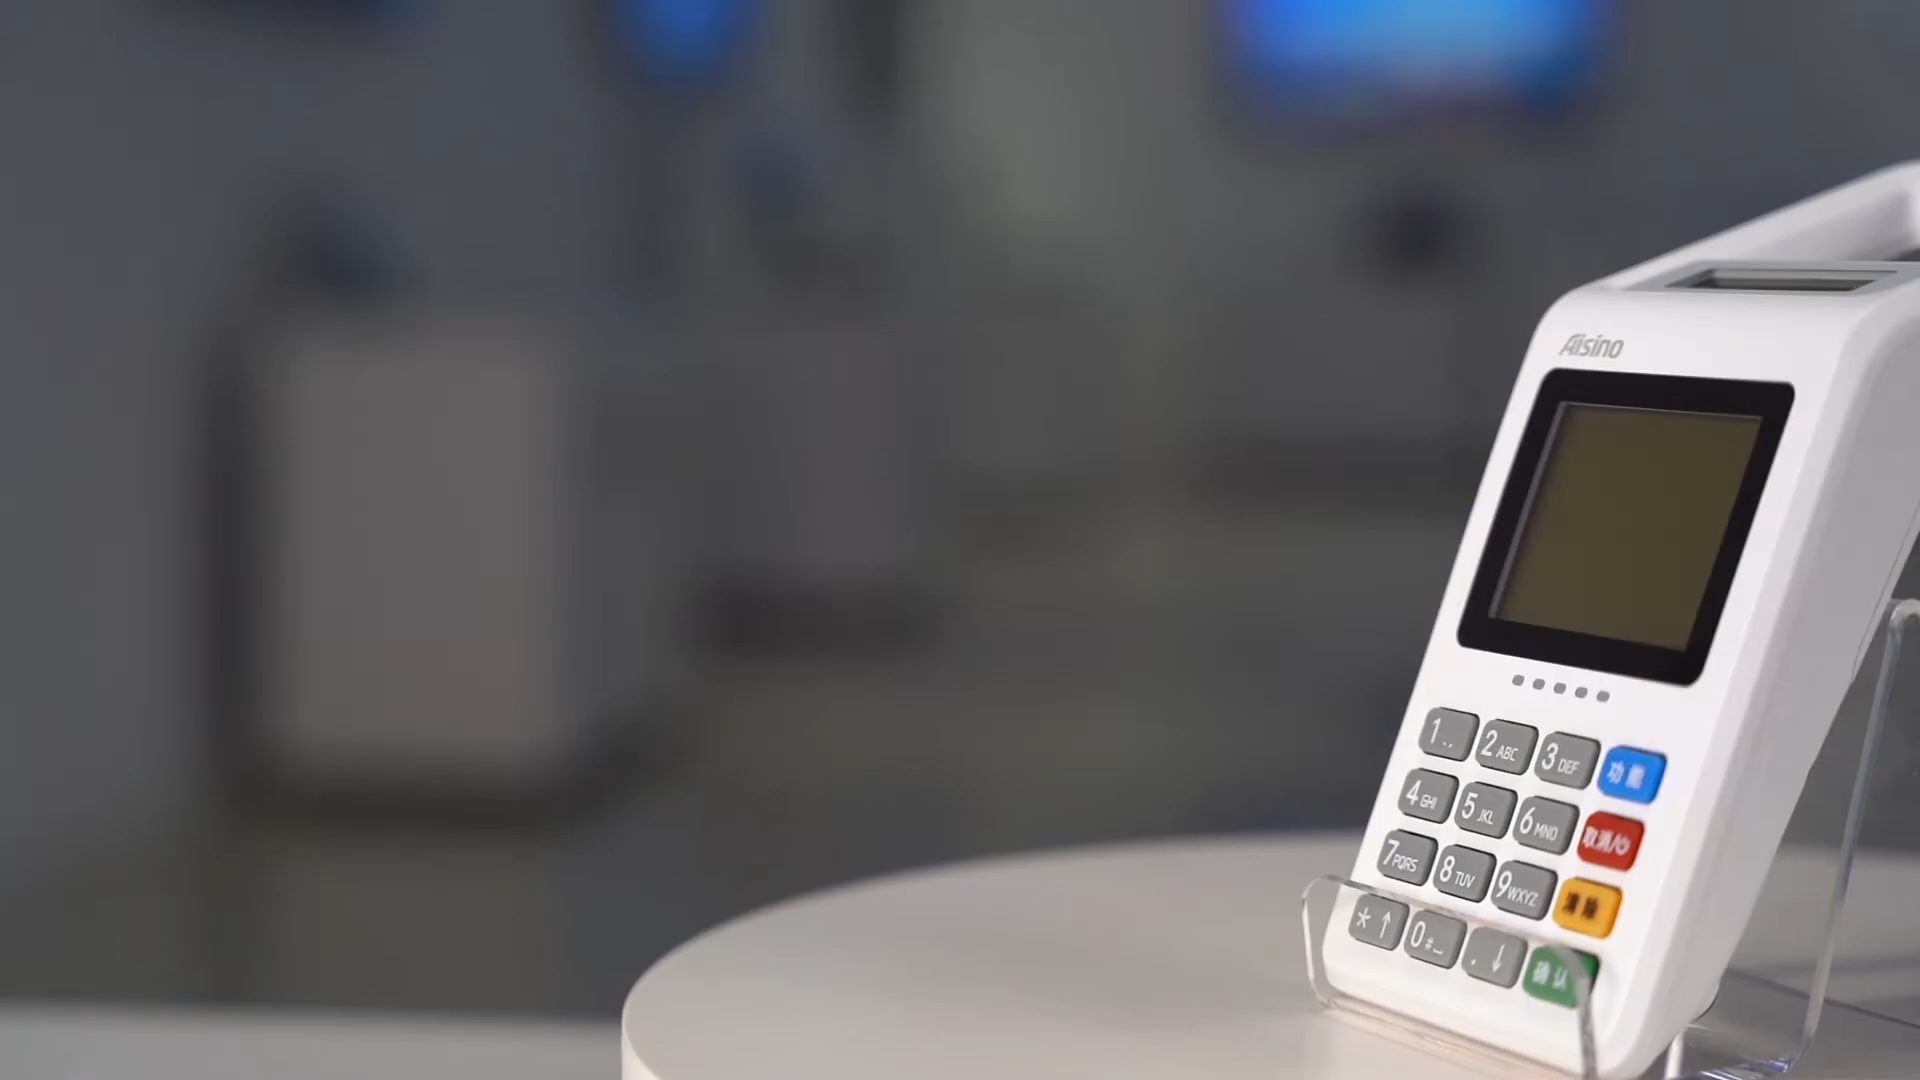 Aisino
1 . ,
2 ABC
3 DEF
功能
4 GHI
5 JKL
6 MNO
取消/⏻
7 PQRS
8 TUV
9 WXYZ
清除
* ↑
0 # _
. ↓
确认